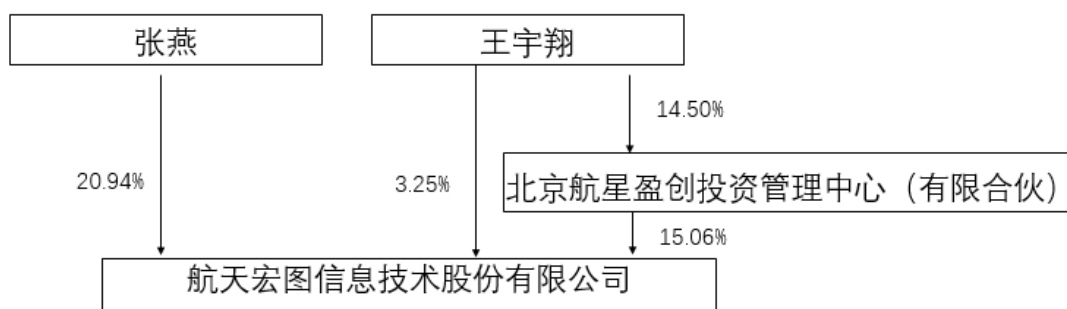 张燕
王宇翔
14.50%
20.94%
3.25%
北京航星盈创投资管理中心（有限合伙）
15.06%
航天宏图信息技术股份有限公司